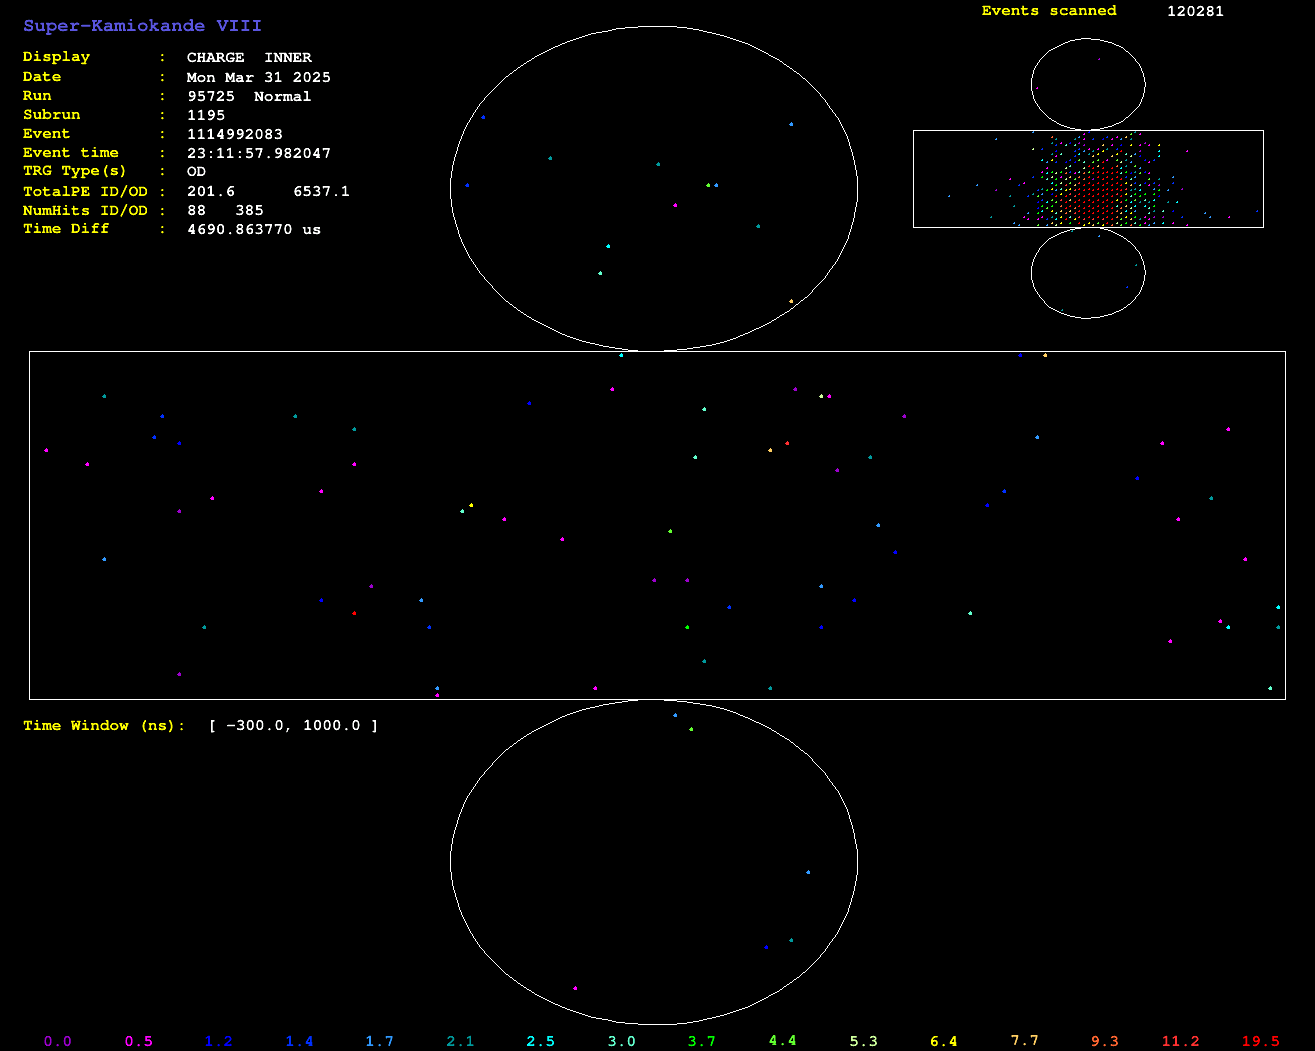 Super-Kamiokande VIII
Events scanned 120281
Display : CHARGE INNER
Date : Mon Mar 31 2025
Run : 95725 Normal
Subrun : 1195
Event : 1114992083
Event time : 23:11:57.982047
TRG Type(s) : OD
TotalPE ID/OD : 201.6 6537.1
NumHits ID/OD : 88 385
Time Diff : 4690.863770 us
Time Window (ns): [ -300.0, 1000.0 ]
0.0 0.5 1.2 1.4 1.7 2.1 2.5 3.0 3.7 4.4 5.3 6.4 7.7 9.3 11.2 19.5